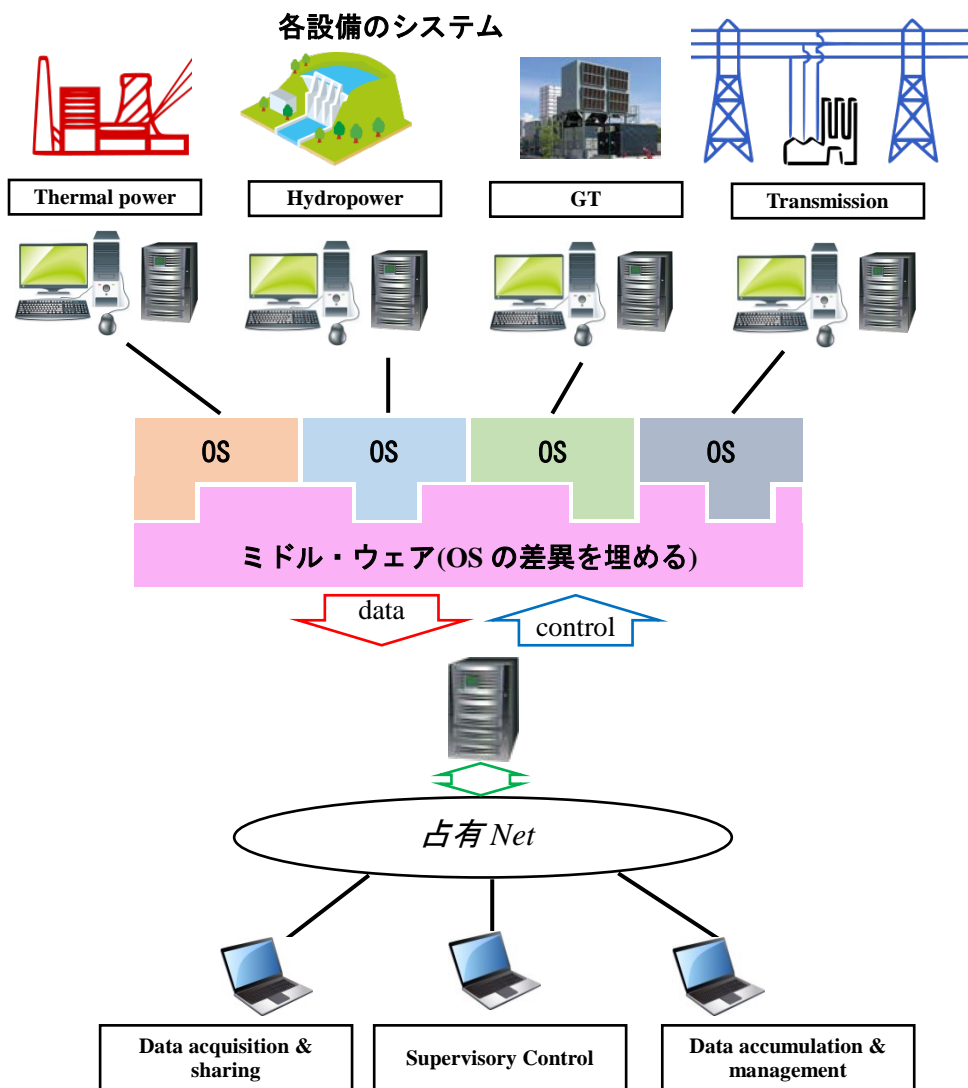 各設備のシステム
Thermal power
Hydropower
GT
Transmission
OS
OS
OS
OS
ミドル・ウェア(OS の差異を埋める)
data
control
占有 Net
Data acquisition &
sharing
Supervisory Control
Data accumulation &
management